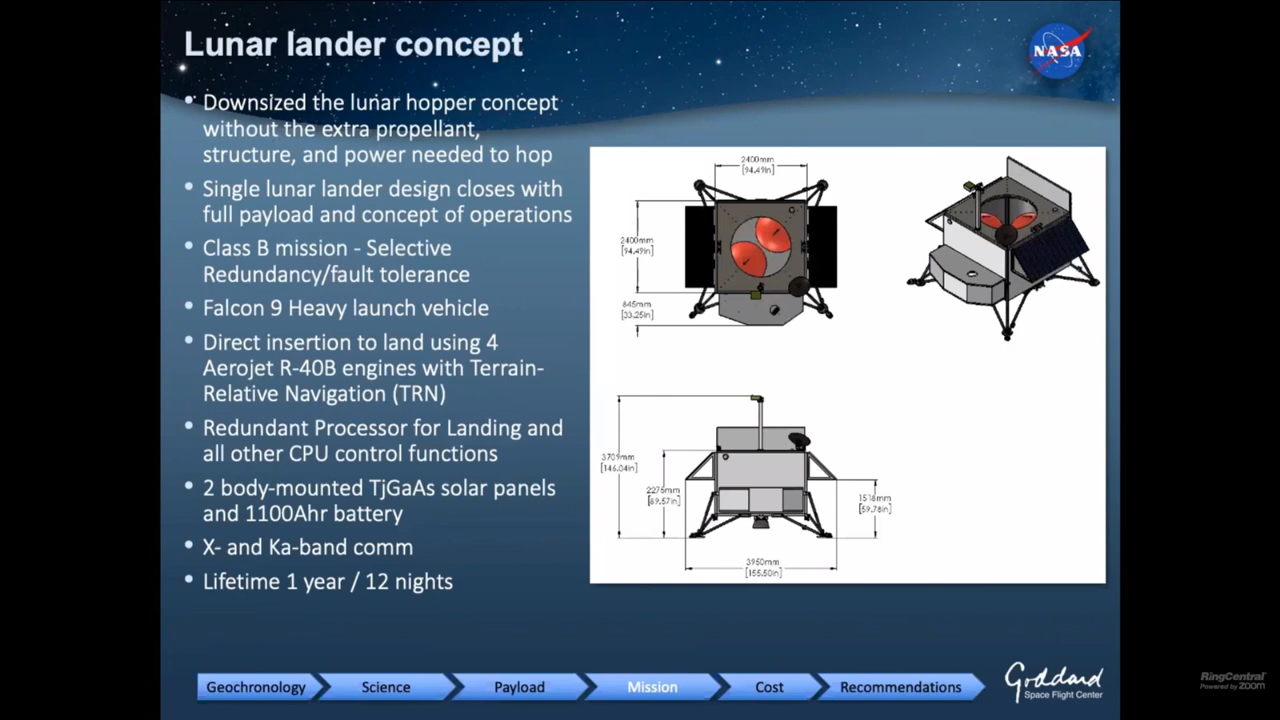 Lunar lander concept
NASA
• Downsized the lunar hopper concept
without the extra propellant,
structure, and power needed to hop
• Single lunar lander design closes with
full payload and concept of operations
• Class B mission - Selective
Redundancy/fault tolerance
• Falcon 9 Heavy launch vehicle
• Direct insertion to land using 4
Aerojet R-40B engines with Terrain-
Relative Navigation (TRN)
• Redundant Processor for Landing and
all other CPU control functions
• 2 body-mounted TjGaAs solar panels
and 1100Ahr battery
• X- and Ka-band comm
• Lifetime 1 year / 12 nights
2400mm
[94.49in]
2400mm
[94.49in]
845mm
[33.25in]
3709mm
[146.04in]
2275mm
[89.57in]
1518mm
[59.78in]
3950mm
[155.50in]
Geochronology
Science
Payload
Mission
Cost
Recommendations
Goddard
Space Flight Center
RingCentral
Powered by zoom